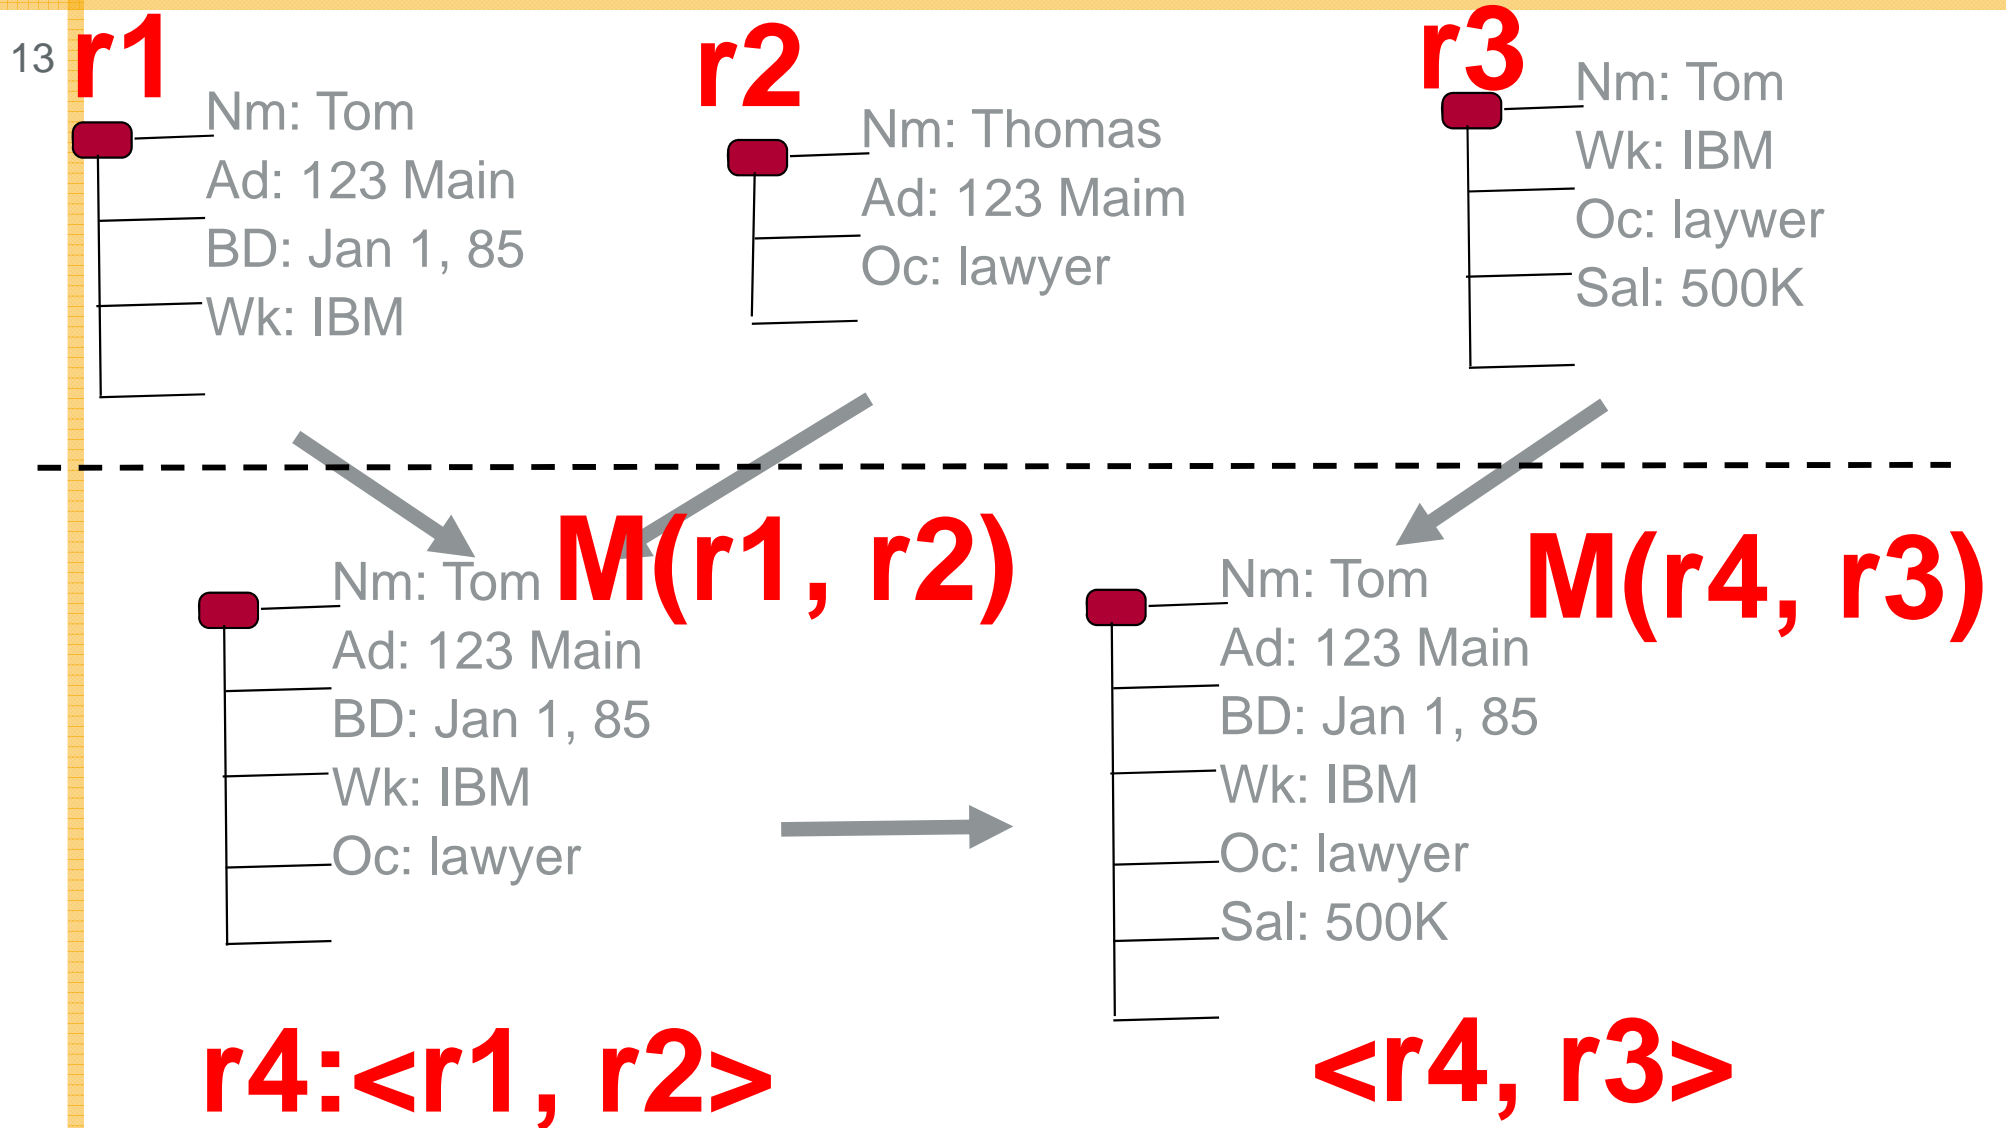 13
r1
Nm: Tom
Ad: 123 Main
BD: Jan 1, 85
Wk: IBM
r2
Nm: Thomas
Ad: 123 Maim
Oc: lawyer
r3
Nm: Tom
Wk: IBM
Oc: laywer
Sal: 500K
M(r1, r2)
Nm: Tom
Ad: 123 Main
BD: Jan 1, 85
Wk: IBM
Oc: lawyer
r4:<r1, r2>
M(r4, r3)
Nm: Tom
Ad: 123 Main
BD: Jan 1, 85
Wk: IBM
Oc: lawyer
Sal: 500K
<r4, r3>